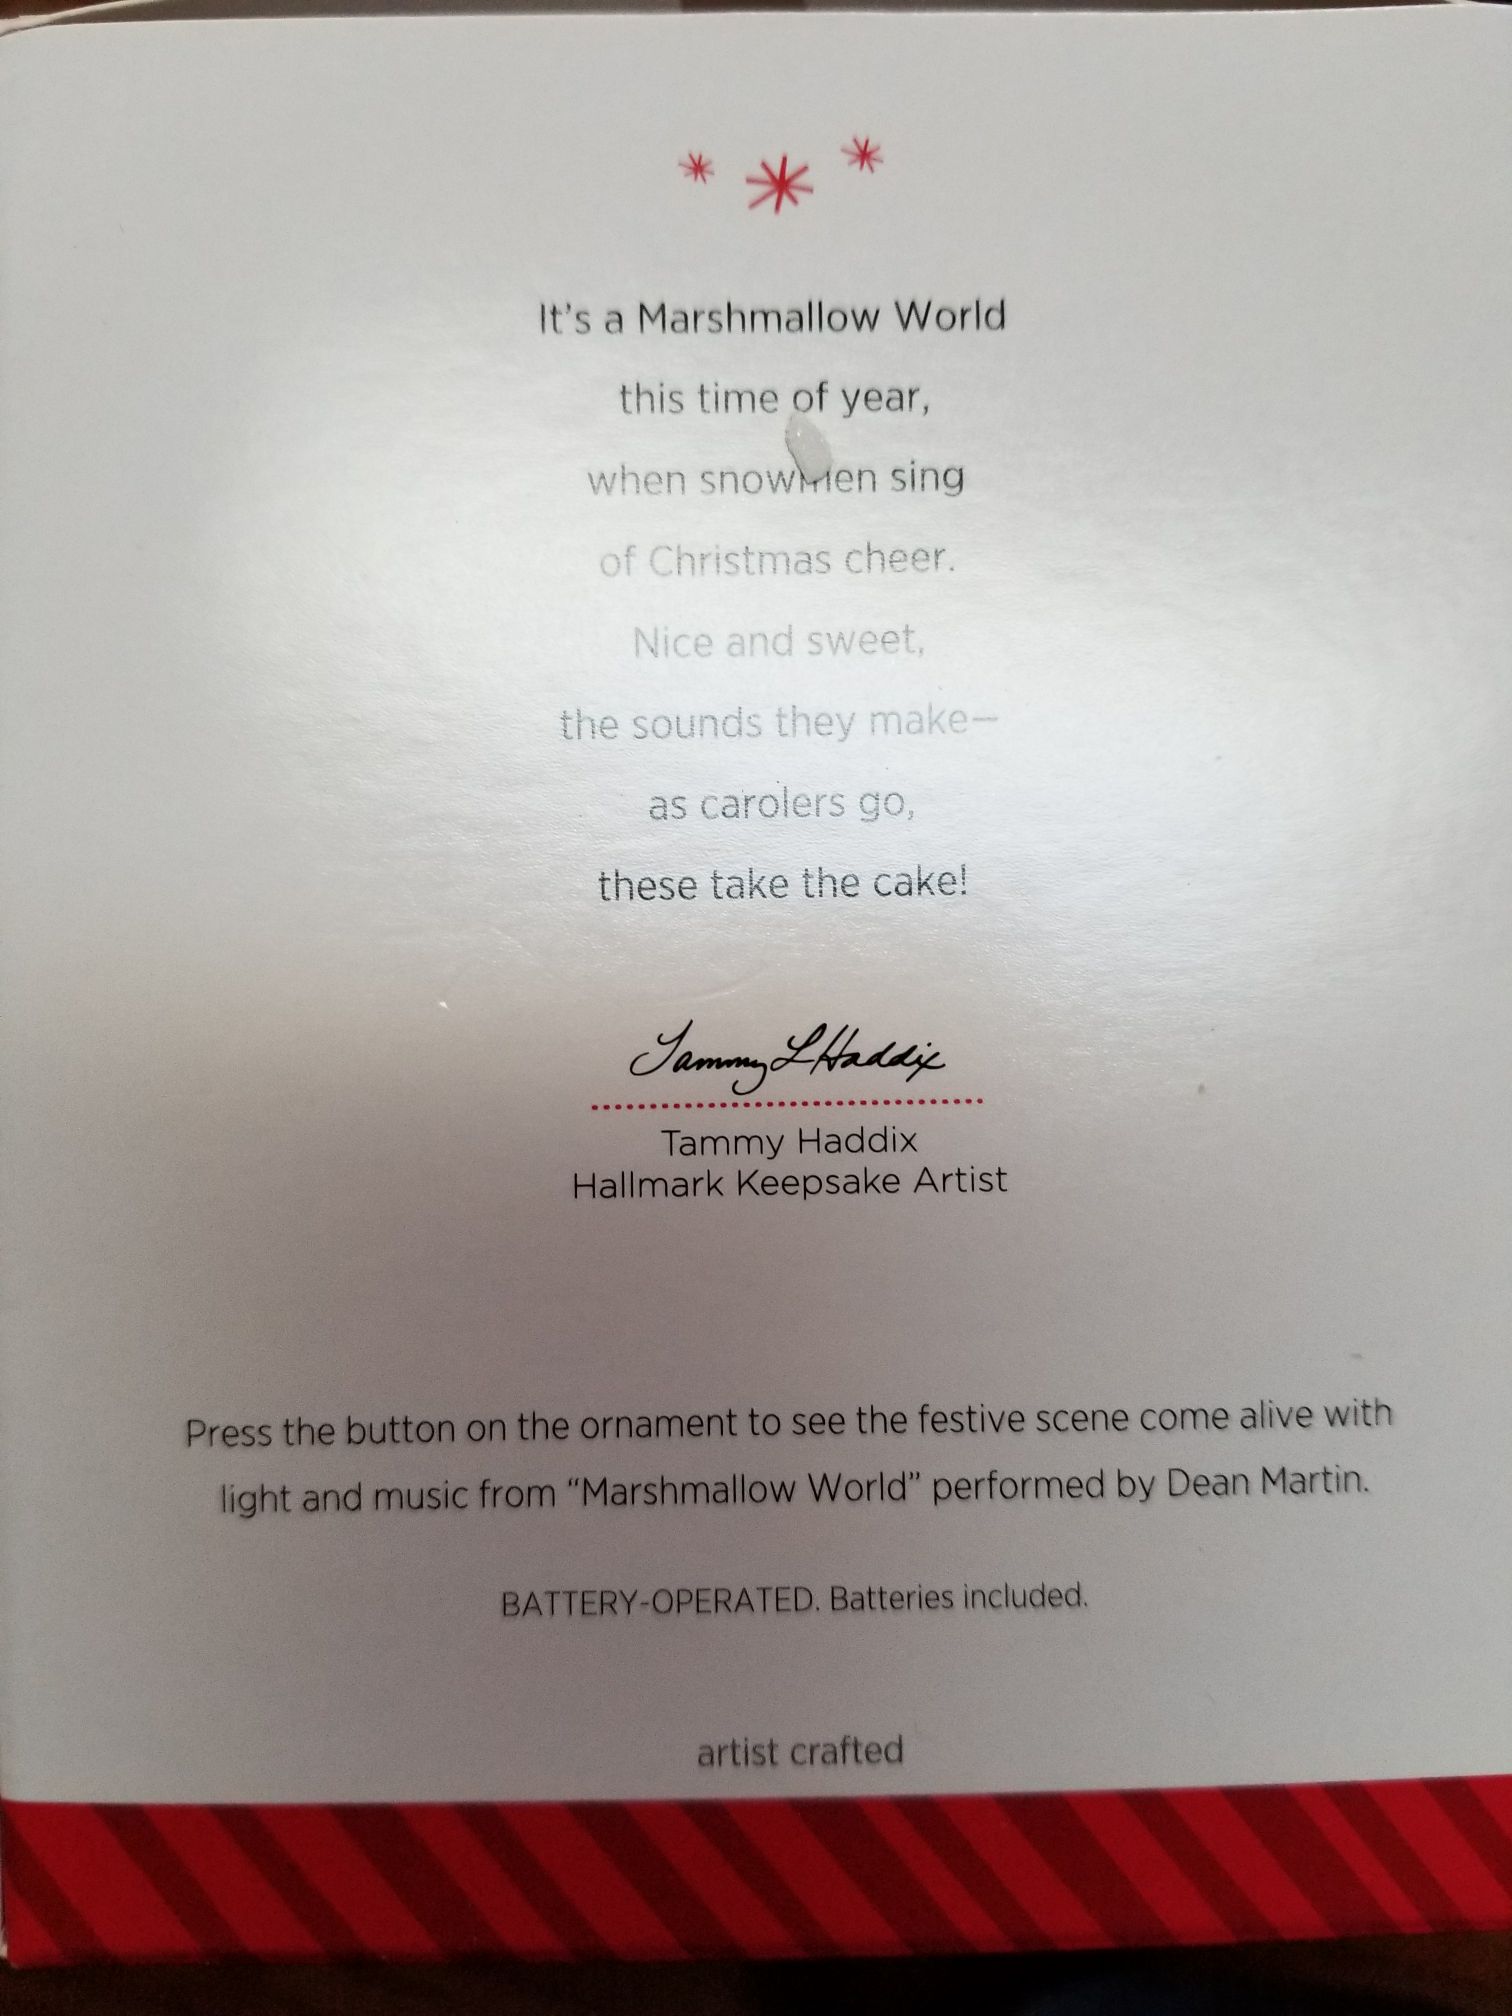 It's a Marshmallow World
this time of year,
when snowmen sing
of Christmas cheer.
Nice and sweet,
the sounds they make—
as carolers go,
these take the cake!
Tammy L Haddix
Tammy Haddix
Hallmark Keepsake Artist
Press the button on the ornament to see the festive scene come alive with
light and music from “Marshmallow World” performed by Dean Martin.
BATTERY-OPERATED. Batteries included.
artist crafted